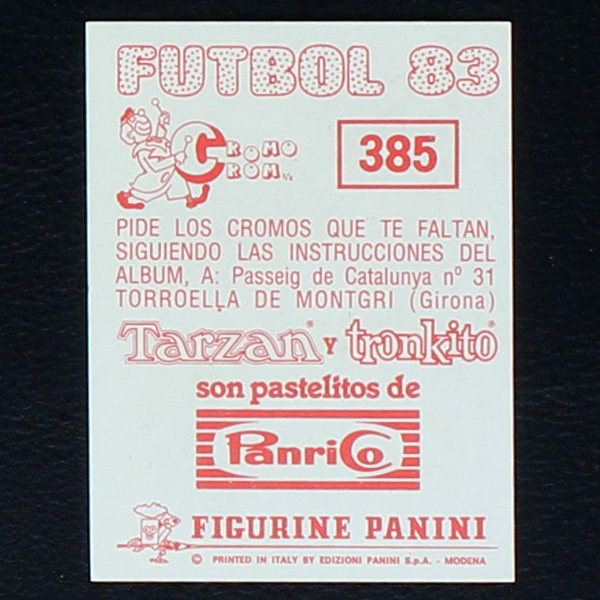 FUTBOL 83
CROMO
CROM
385
PIDE LOS CROMOS QUE TE FALTAN,
SIGUIENDO LAS INSTRUCCIONES DEL
ALBUM, A: Passeig de Catalunya nº 31
TORROELLA DE MONTGRI (Girona)
Tarzan® Y tronkito®
son pastelitos de
PanriCo
FIGURINE PANINI
© PRINTED IN ITALY BY EDIZIONI PANINI S.p.A. - MODENA